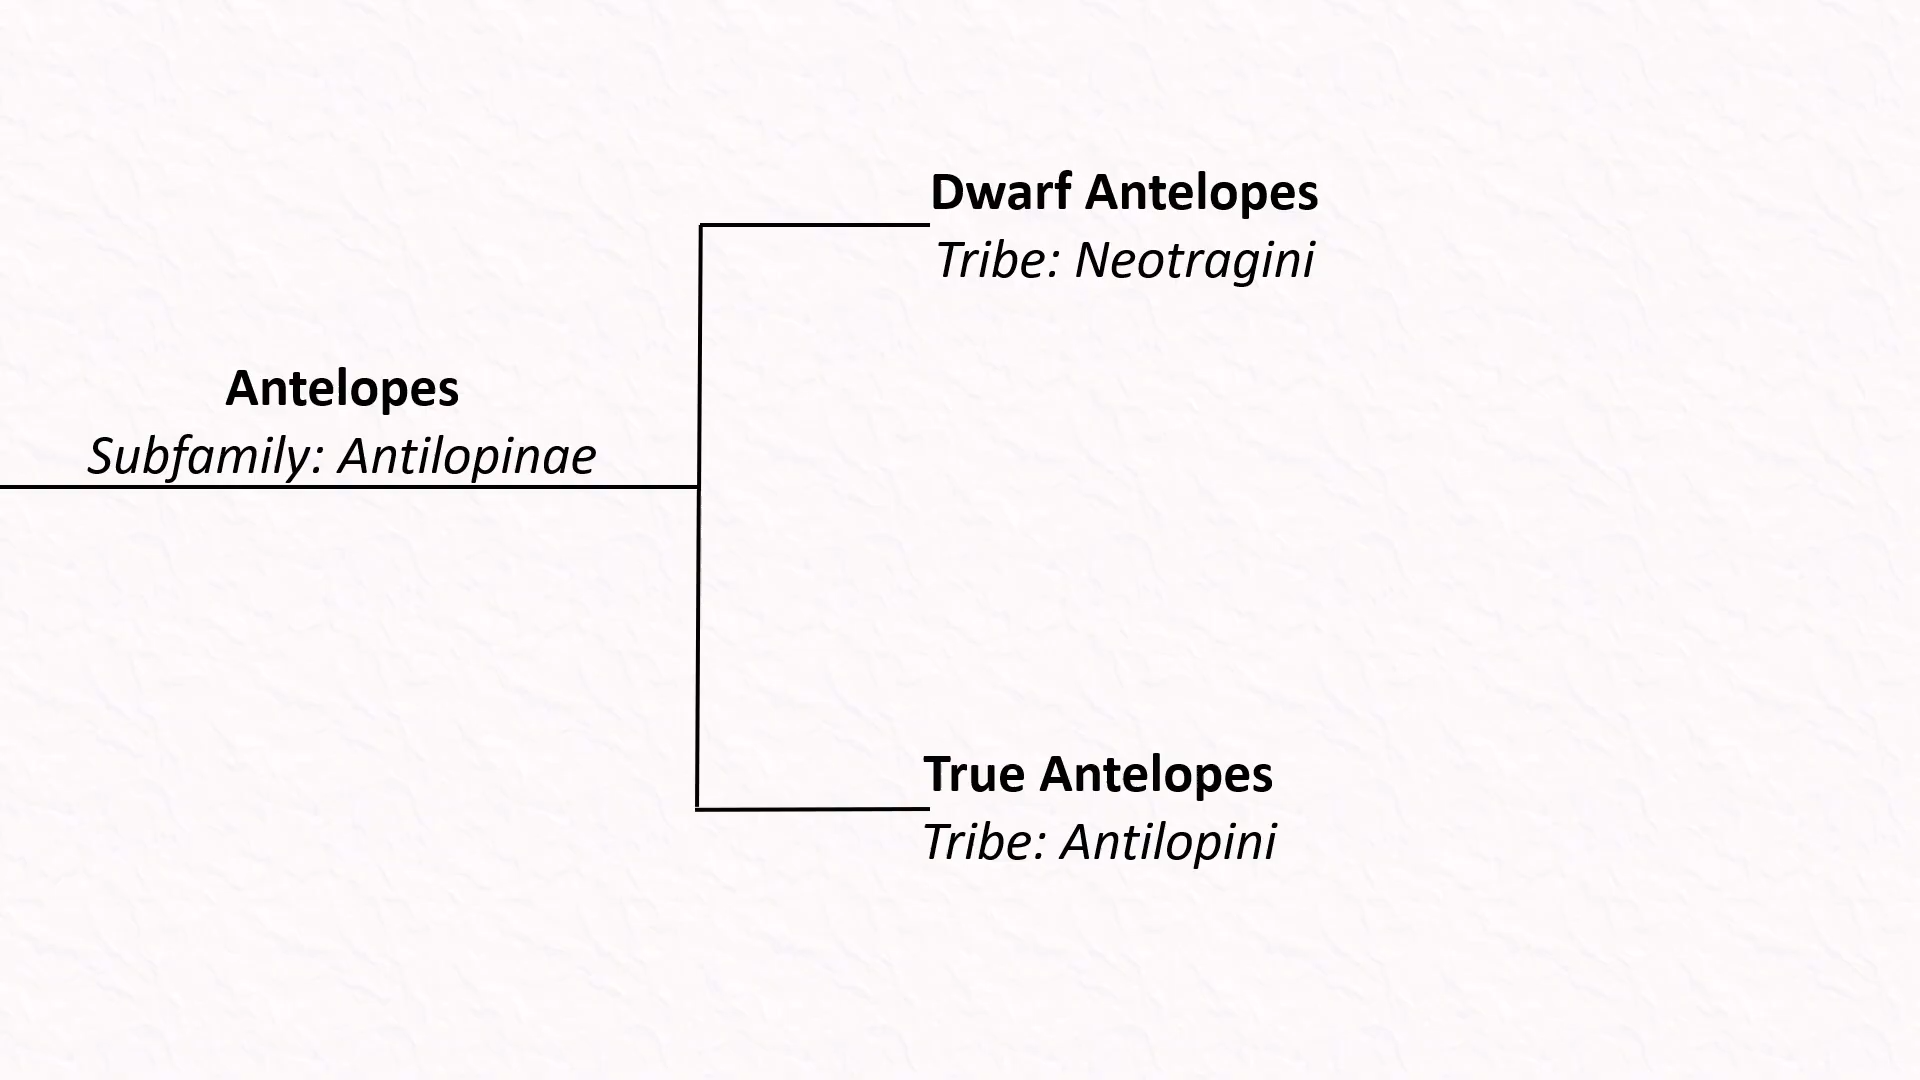 Dwarf Antelopes
Tribe: Neotragini
Antelopes
Subfamily: Antilopinae
True Antelopes
Tribe: Antilopini